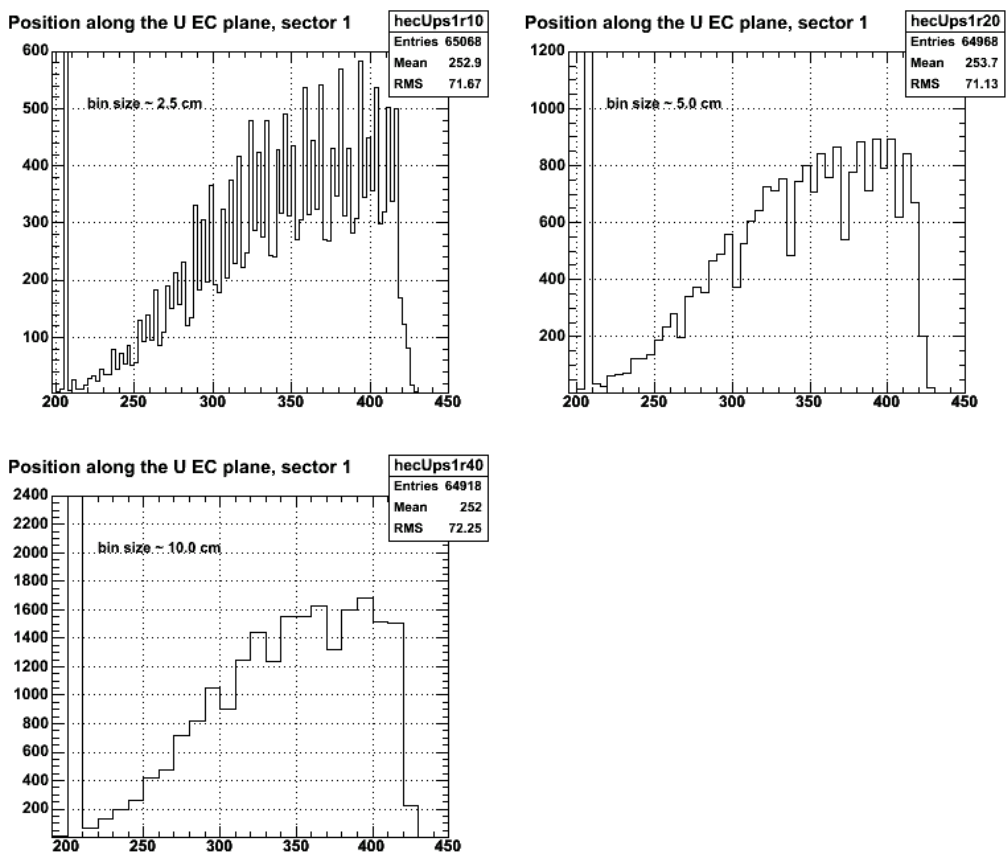 Position along the U EC plane, sector 1
hecUps1r10
Entries 65068
Mean 252.9
RMS 71.67
bin size ~ 2.5 cm
600
500
400
300
200
100
200 250 300 350 400 450
Position along the U EC plane, sector 1
hecUps1r20
Entries 64968
Mean 253.7
RMS 71.13
bin size ~ 5.0 cm
1200
1000
800
600
400
200
200 250 300 350 400 450
Position along the U EC plane, sector 1
hecUps1r40
Entries 64918
Mean 252
RMS 72.25
bin size ~ 10.0 cm
2400
2200
2000
1800
1600
1400
1200
1000
800
600
400
200
200 250 300 350 400 450